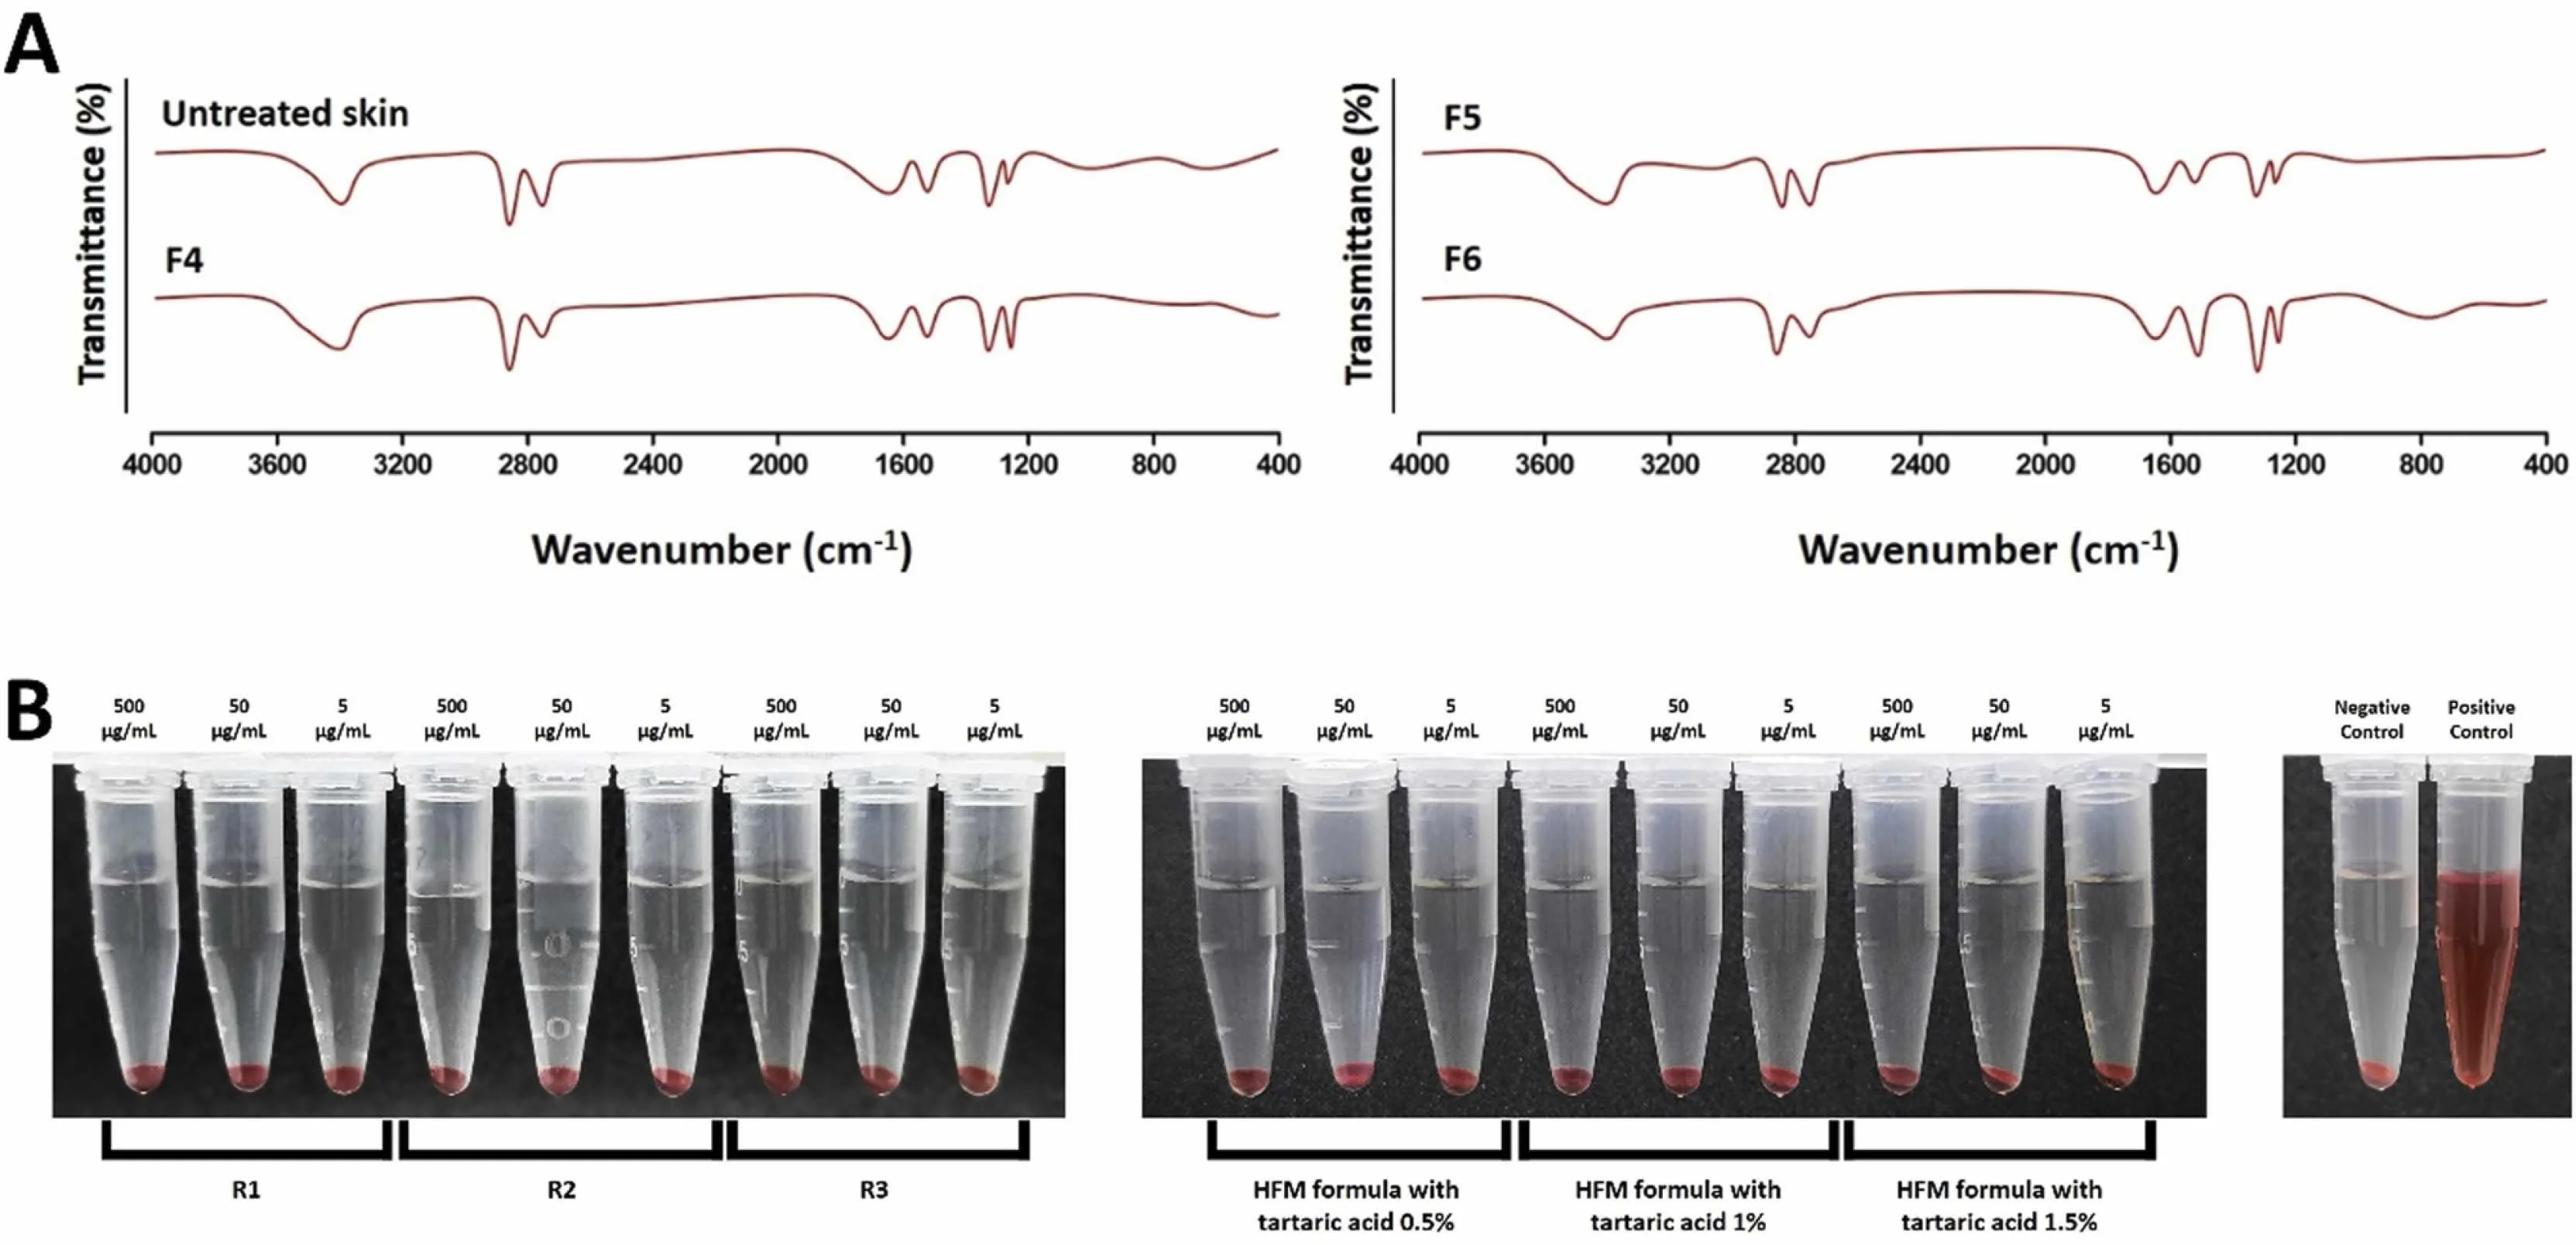 A
Transmittance (%)
Untreated skin
F4
4000 3600 3200 2800 2400 2000 1600 1200 800 400
Wavenumber (cm-1)
Transmittance (%)
F5
F6
4000 3600 3200 2800 2400 2000 1600 1200 800 400
Wavenumber (cm-1)
B
500 50 5 500 50 5 500 50 5
µg/mL µg/mL µg/mL µg/mL µg/mL µg/mL µg/mL µg/mL µg/mL
R1 R2 R3
500 50 5 500 50 5 500 50 5
µg/mL µg/mL µg/mL µg/mL µg/mL µg/mL µg/mL µg/mL µg/mL
HFM formula with
tartaric acid 0.5%
HFM formula with
tartaric acid 1%
HFM formula with
tartaric acid 1.5%
Negative
Control
Positive
Control